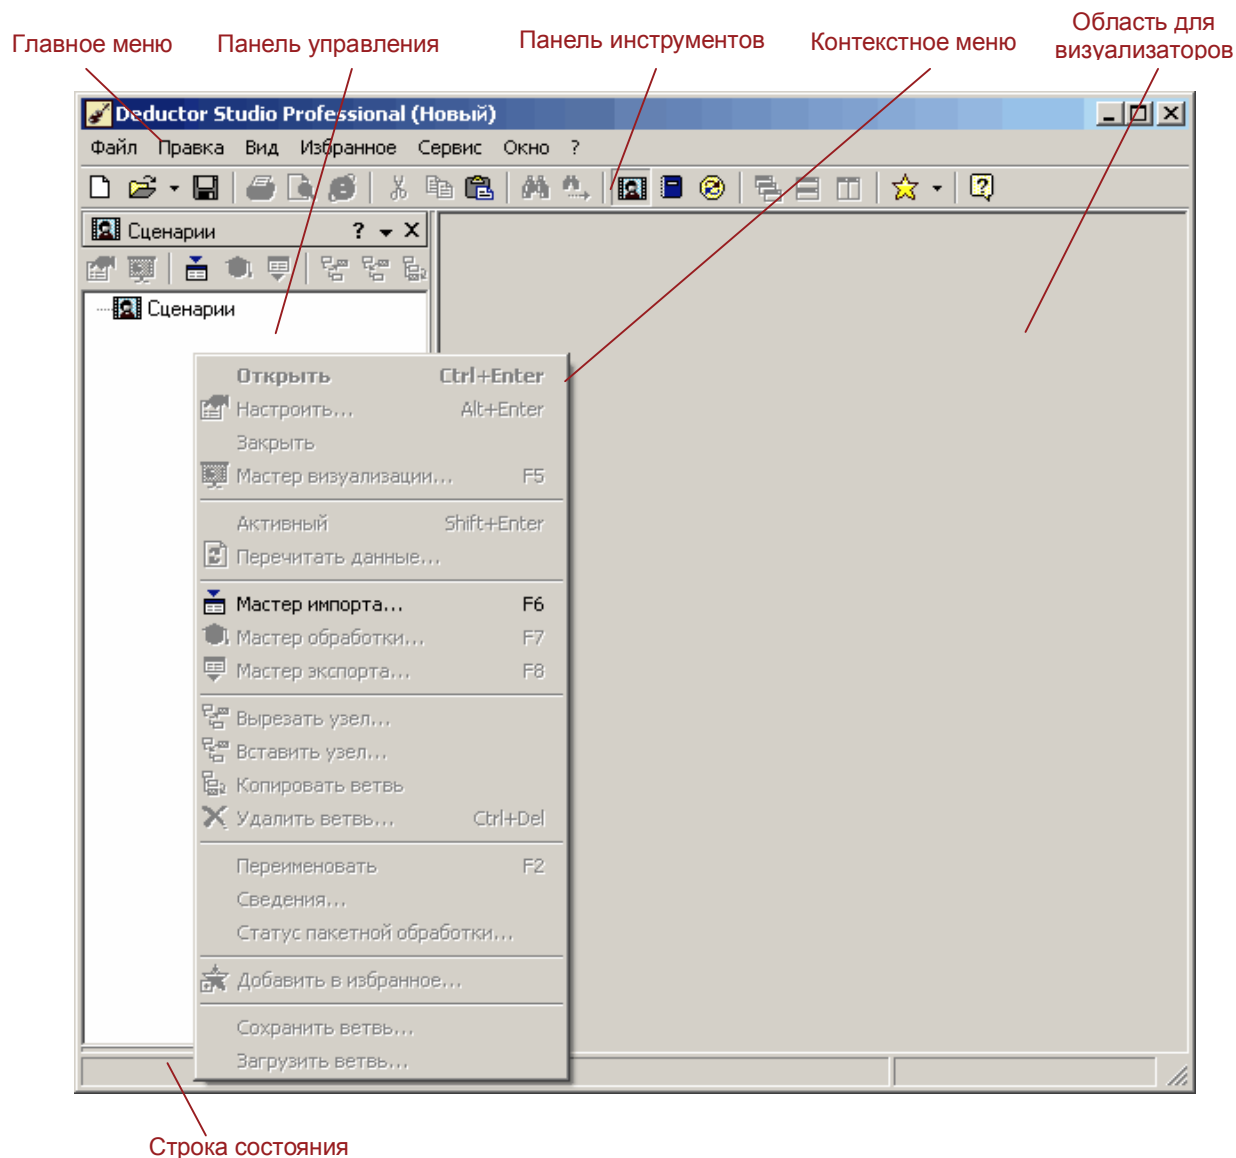 Главное меню
Панель управления
Панель инструментов
Контекстное меню
Область для
визуализаторов
Deductor Studio Professional (Новый)
Файл Правка Вид Избранное Сервис Окно ?
Сценарии
Сценарии
Открыть Ctrl+Enter
Настроить... Alt+Enter
Закрыть
Мастер визуализации... F5
Активный Shift+Enter
Перечитать данные...
Мастер импорта... F6
Мастер обработки... F7
Мастер экспорта... F8
Вырезать узел...
Вставить узел...
Копировать ветвь
Удалить ветвь... Ctrl+Del
Переименовать F2
Сведения...
Статус пакетной обработки...
Добавить в избранное...
Сохранить ветвь...
Загрузить ветвь...
Строка состояния